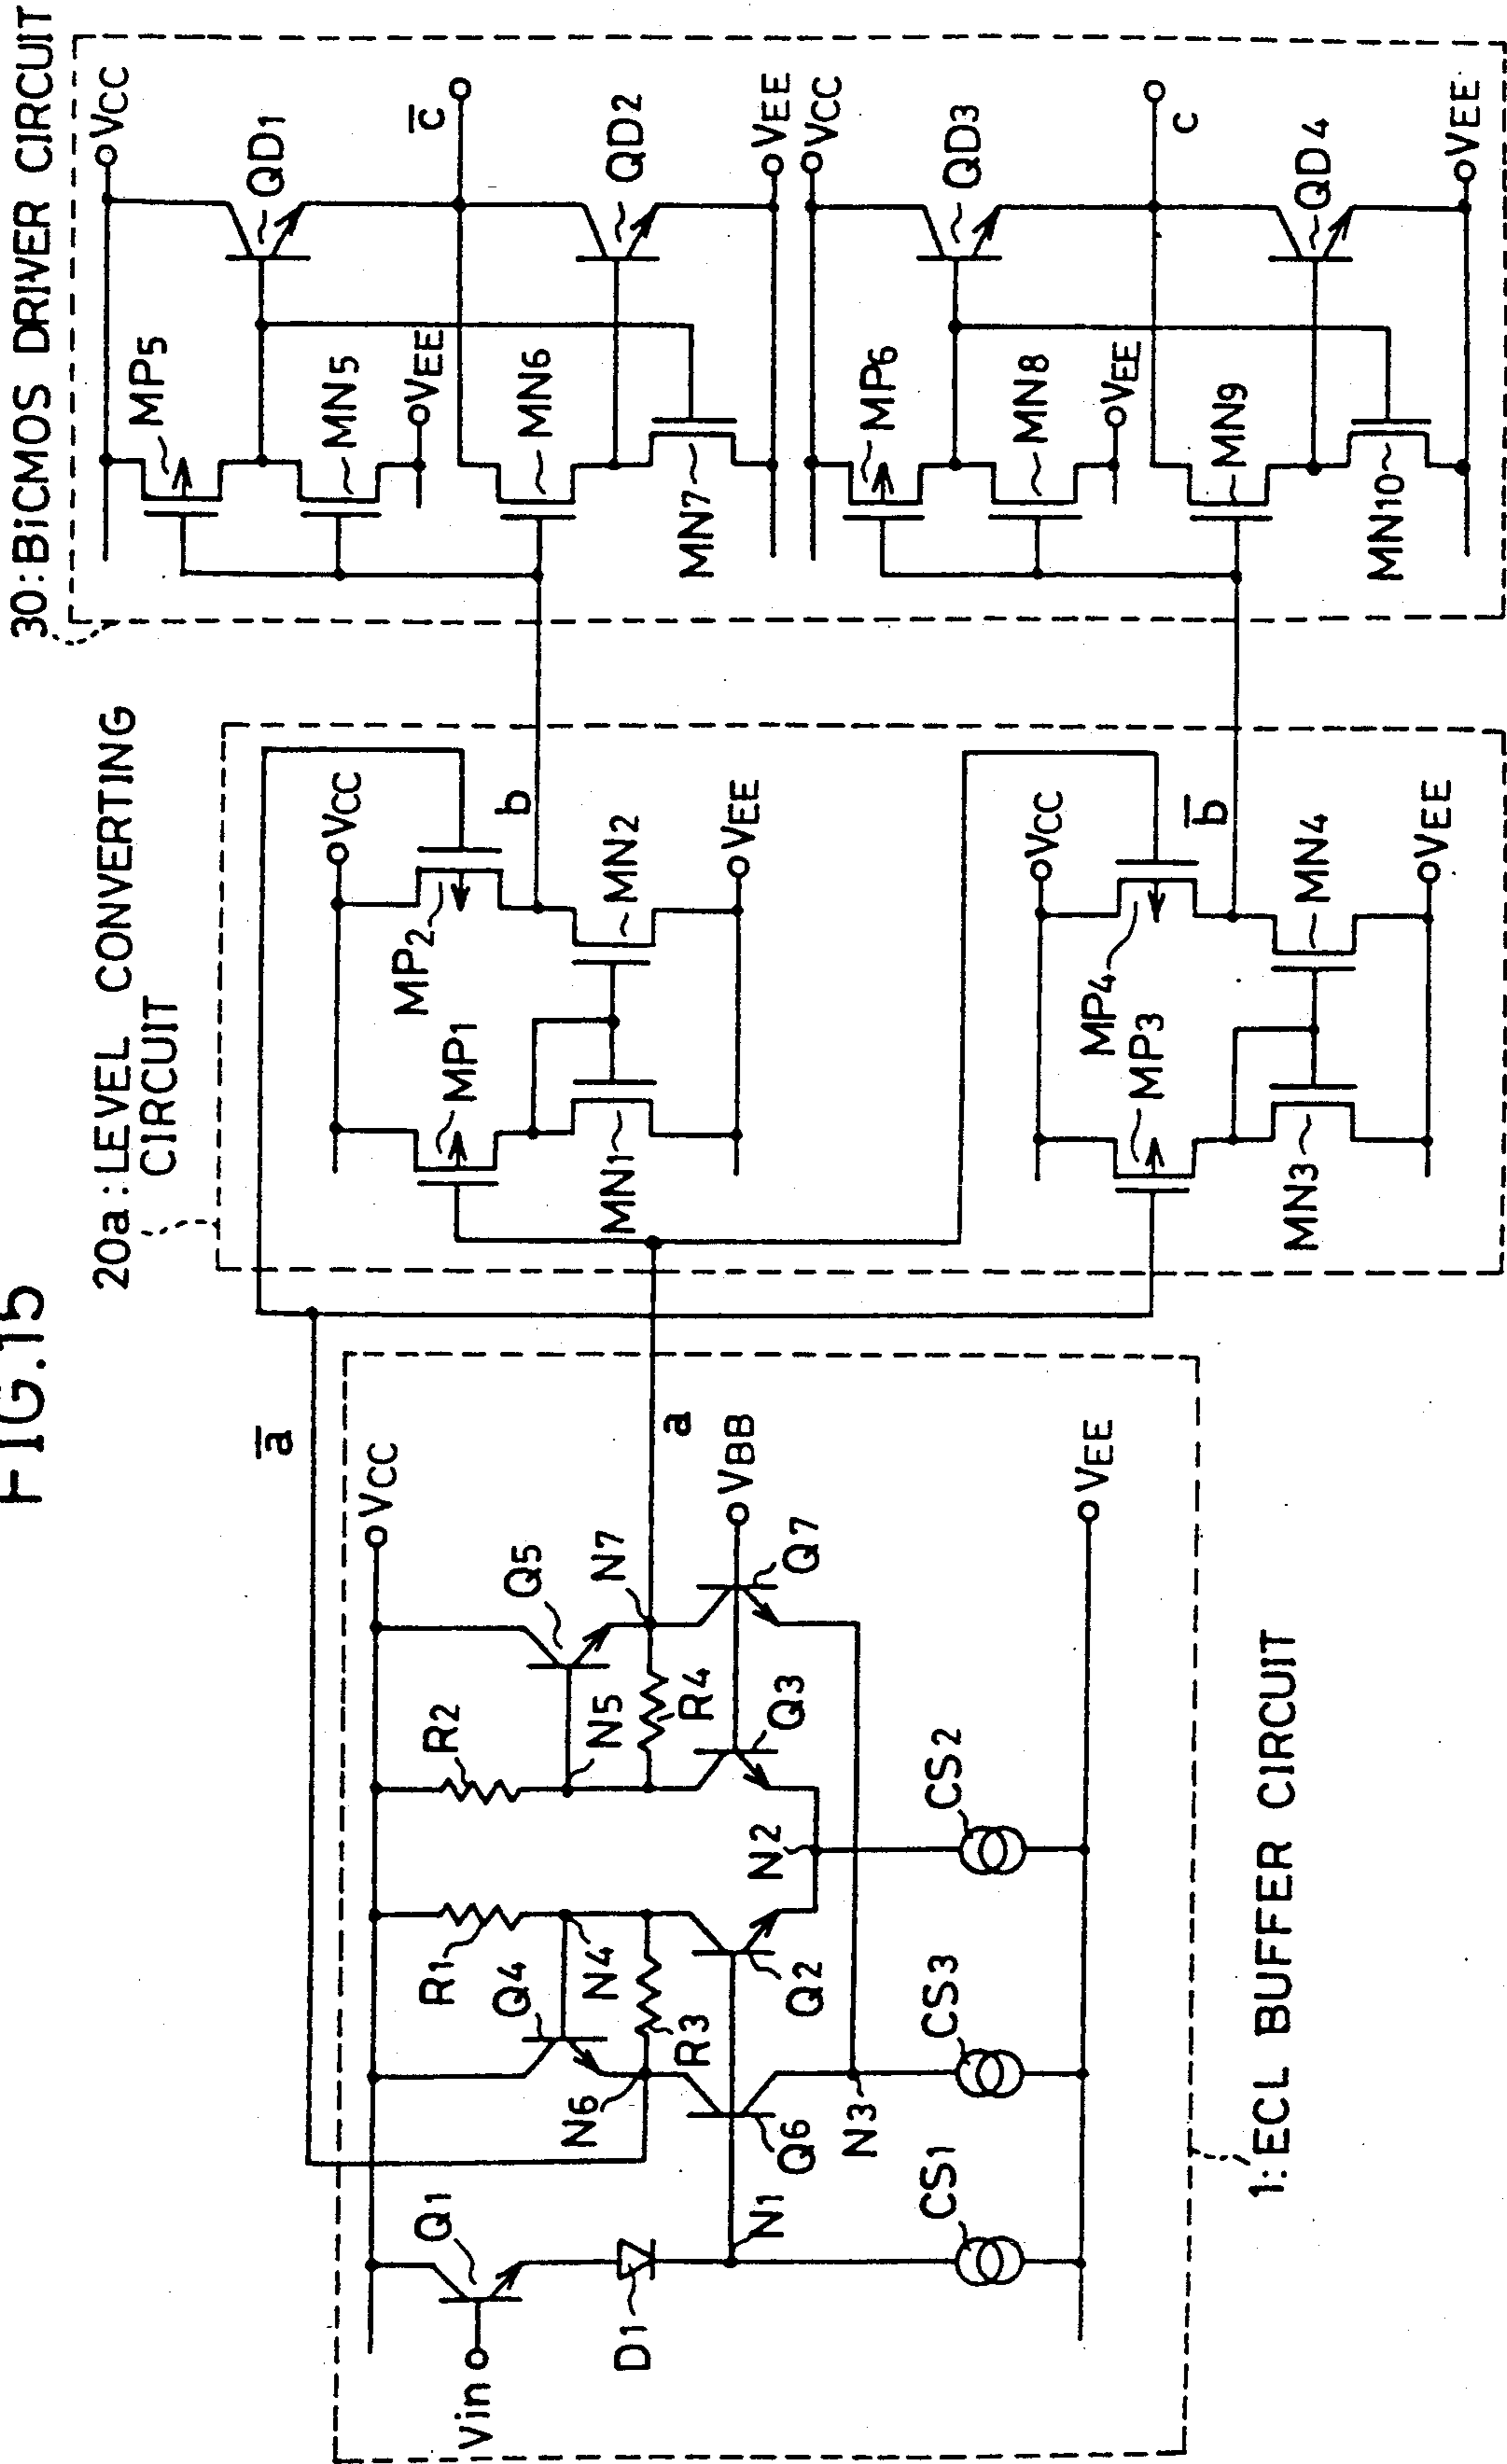 FIG.15
30:BiCMOS DRIVER CIRCUIT
20a:LEVEL CONVERTING
CIRCUIT
1:ECL BUFFER CIRCUIT
Vin
Q1
D1
N1
CS1
VCC
a̅
N6
Q4
R1
N4
R3
Q6
Q2
N3
CS3
N2
CS2
R2
Q5
N5
N7
R4
Q3
Q7
a
VBB
VEE
VCC
MP1
MP2
b
MN1
MN2
VEE
VCC
MP3
MP4
b̅
MN3
MN4
VEE
VCC
MP5
QD1
MN5
VEE
c̅
MN6
QD2
MN7
VEE
VCC
MP6
QD3
MN8
VEE
c
MN9
QD4
MN10
VEE